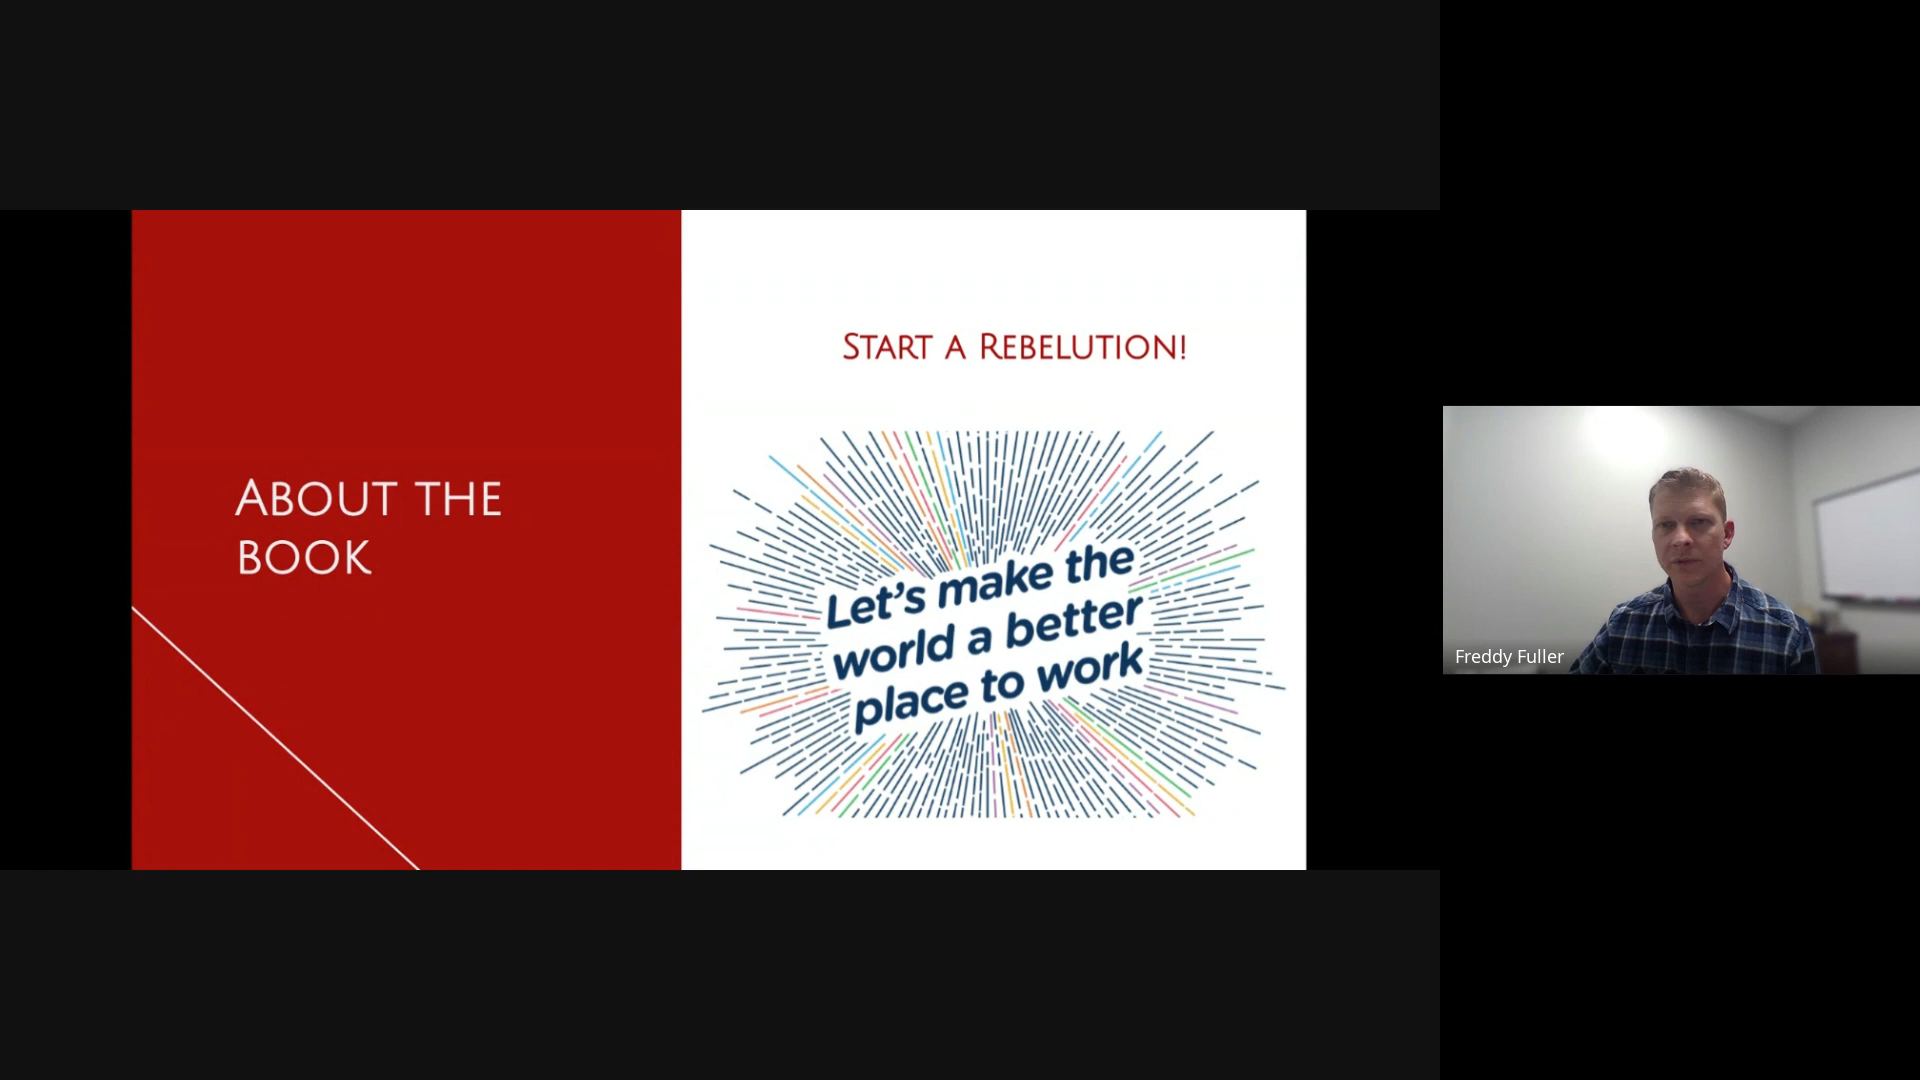 About the
book
Start a Rebelution!
Let's make the
world a better
place to work
Freddy Fuller